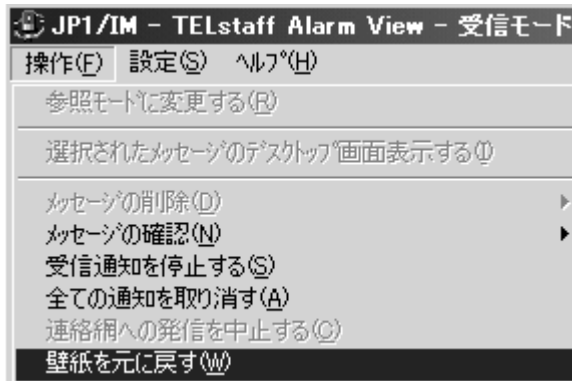 JP1/IM - TELstaff Alarm View - 受信モード
操作(F) 設定(S) ヘルプ(H)
参照モードに変更する(R)
選択されたメッセージのデスクトップ画面表示する(I)
メッセージの削除(D)
メッセージの確認(N)
受信通知を停止する(S)
全ての通知を取り消す(A)
連絡網への発信を中止する(C)
壁紙を元に戻す(W)